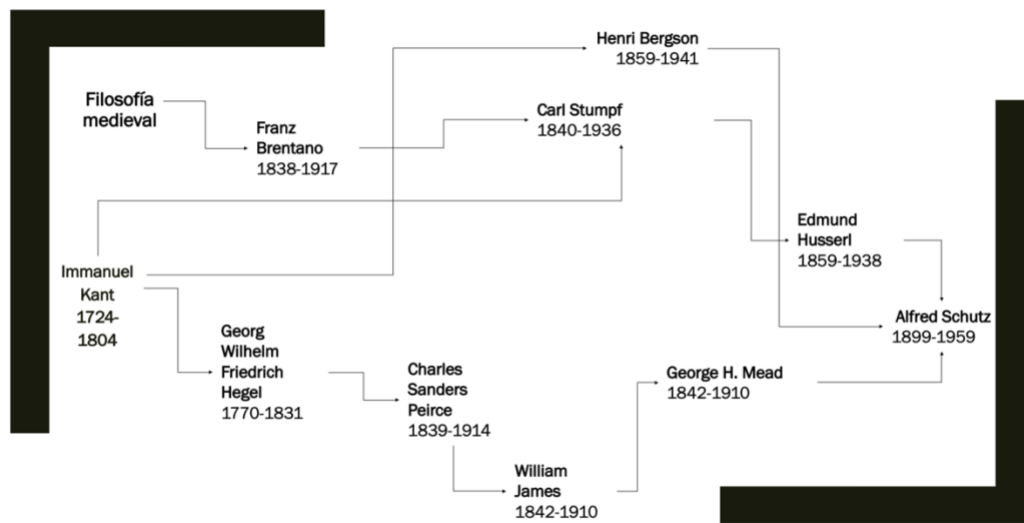 Henri Bergson
1859-1941
Filosofía
medieval
Carl Stumpf
1840-1936
Franz
Brentano
1838-1917
Edmund
Husserl
1859-1938
Immanuel
Kant
1724-
1804
Alfred Schutz
1899-1959
Georg
Wilhelm
Friedrich
Hegel
1770-1831
Charles
Sanders
Peirce
1839-1914
George H. Mead
1842-1910
William
James
1842-1910